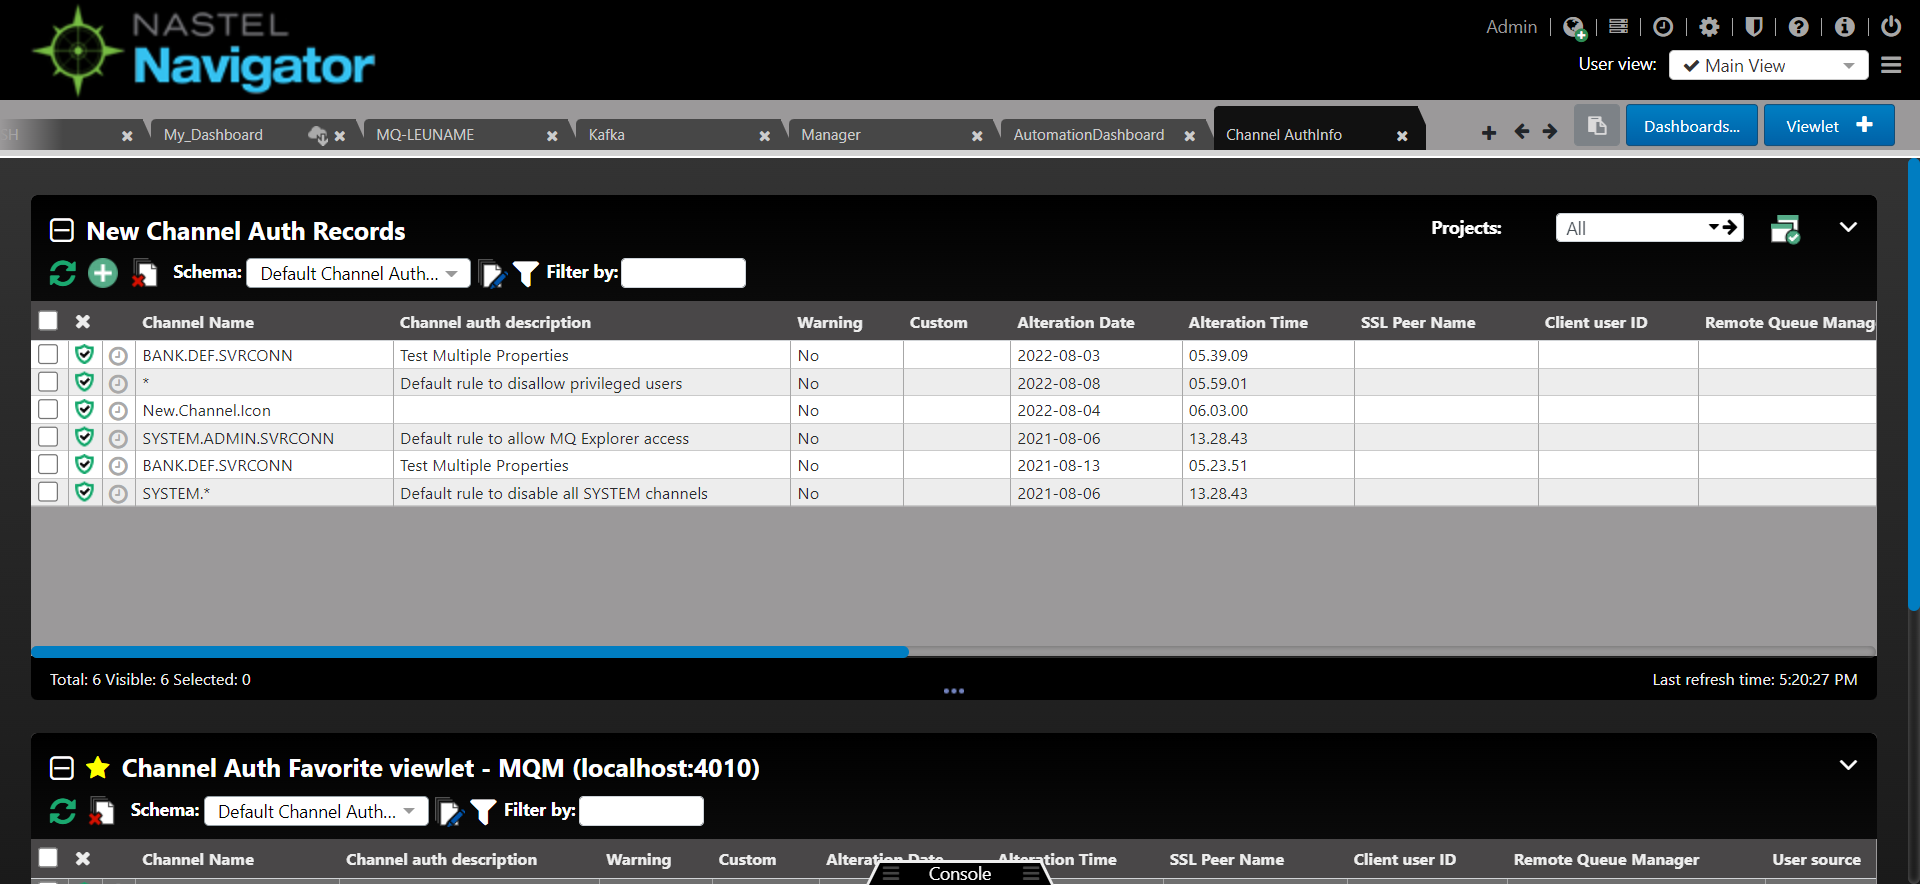 NASTEL
Navigator
Admin
User view: Main View
SH
My_Dashboard
MQ-LEUNAME
Kafka
Manager
AutomationDashboard
Channel AuthInfo
Dashboards...
Viewlet
New Channel Auth Records
Projects: All
Schema: Default Channel Auth... Filter by:
Channel Name Channel auth description Warning Custom Alteration Date Alteration Time SSL Peer Name Client user ID Remote Queue Manag
BANK.DEF.SVRCONN Test Multiple Properties No 2022-08-03 05.39.09
* Default rule to disallow privileged users No 2022-08-08 05.59.01
New.Channel.Icon No 2022-08-04 06.03.00
SYSTEM.ADMIN.SVRCONN Default rule to allow MQ Explorer access No 2021-08-06 13.28.43
BANK.DEF.SVRCONN Test Multiple Properties No 2021-08-13 05.23.51
SYSTEM.* Default rule to disable all SYSTEM channels No 2021-08-06 13.28.43
Total: 6 Visible: 6 Selected: 0
Last refresh time: 5:20:27 PM
Channel Auth Favorite viewlet - MQM (localhost:4010)
Schema: Default Channel Auth... Filter by:
Channel Name Channel auth description Warning Custom Alteration Date Alteration Time SSL Peer Name Client user ID Remote Queue Manager User source
Console